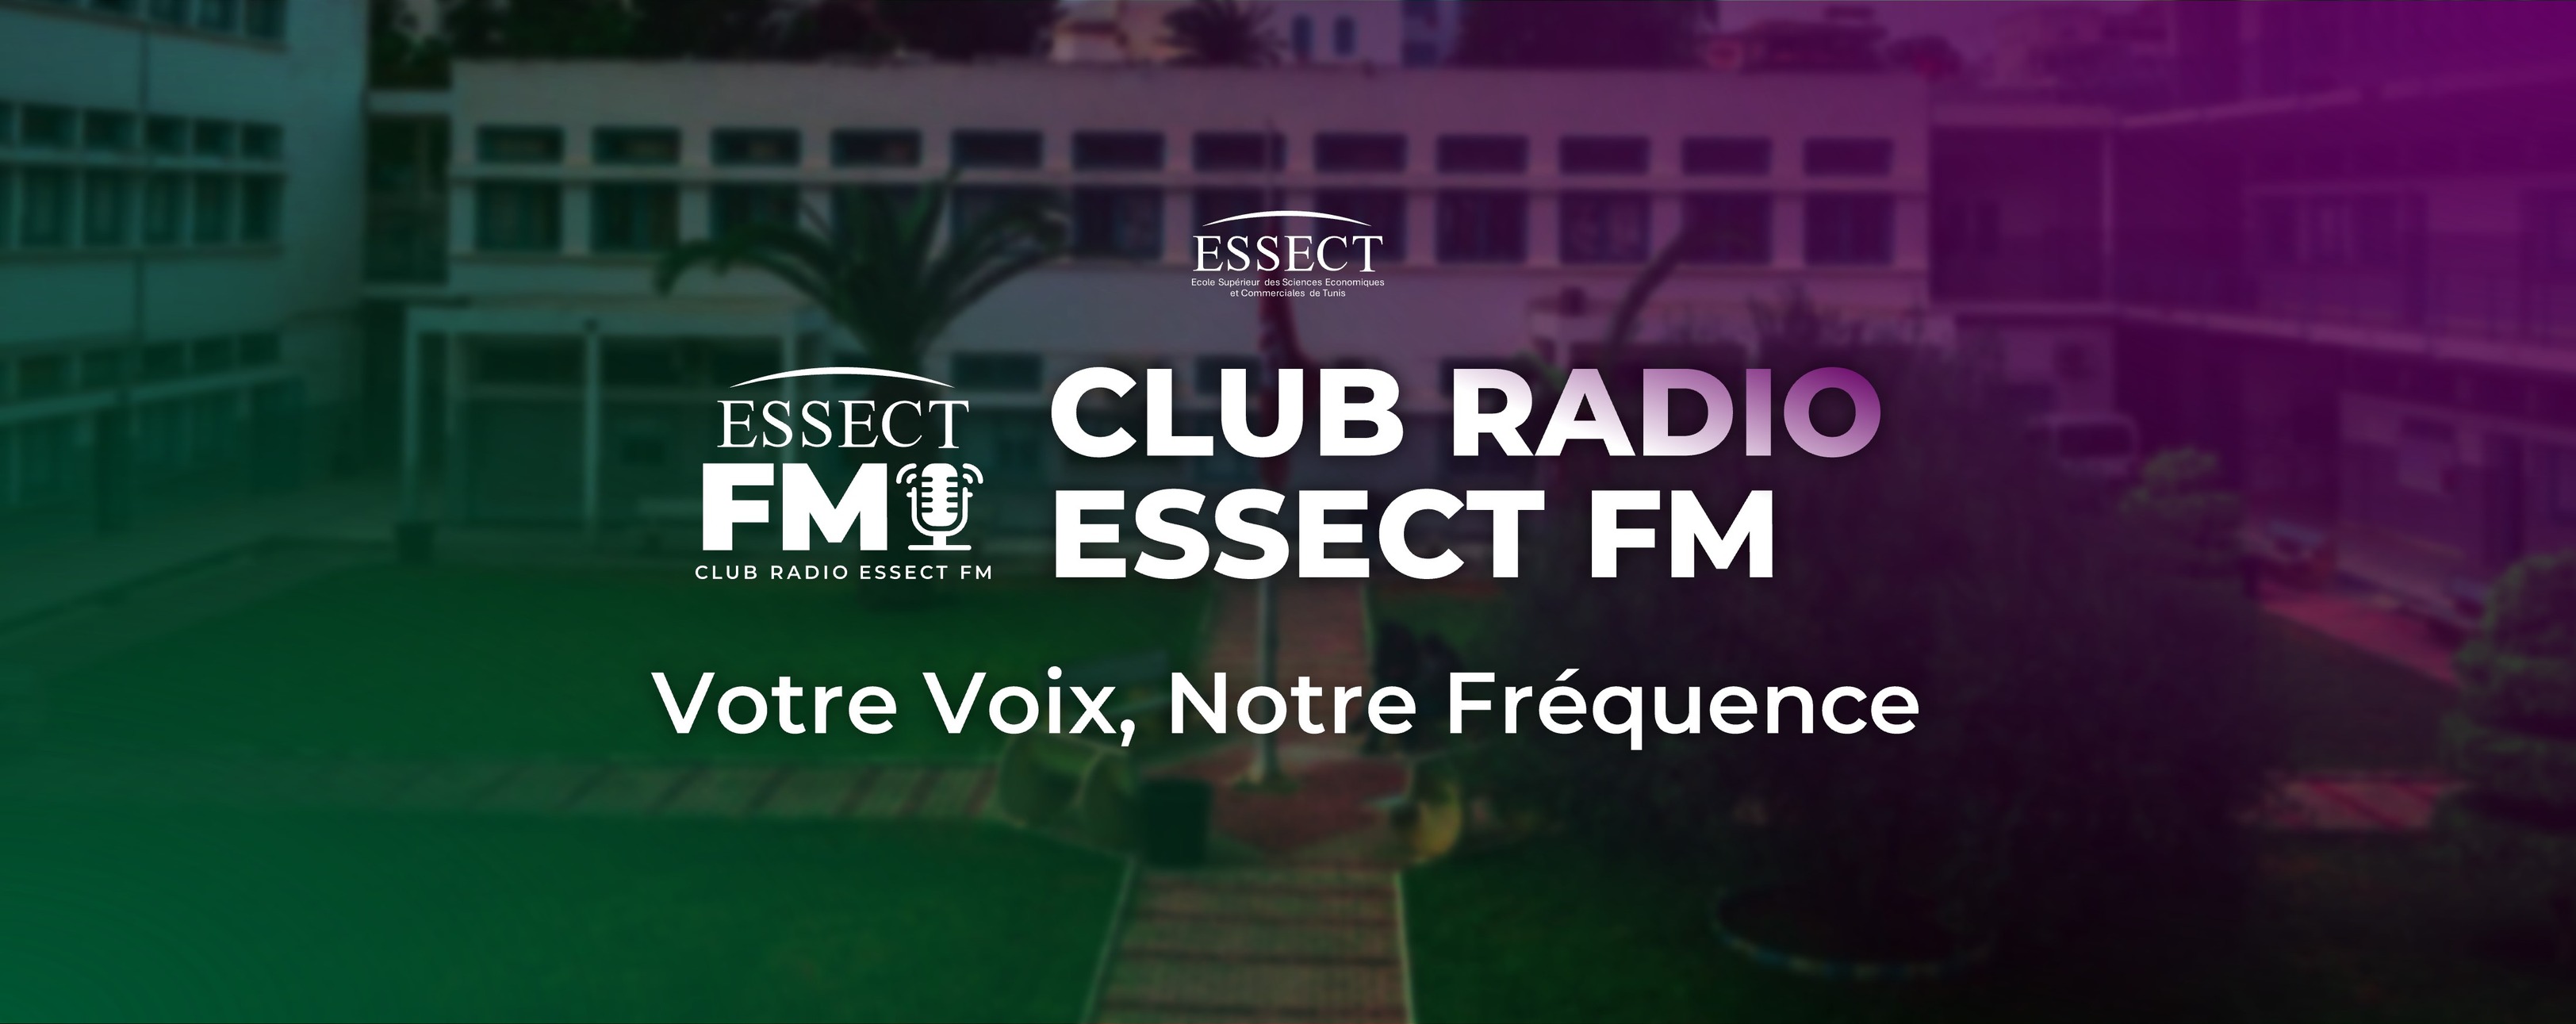 ESSECT
Ecole Supérieur des Sciences Economiques
et Commerciales de Tunis
ESSECT
FM
CLUB RADIO ESSECT FM
CLUB RADIO
ESSECT FM
Votre Voix, Notre Fréquence